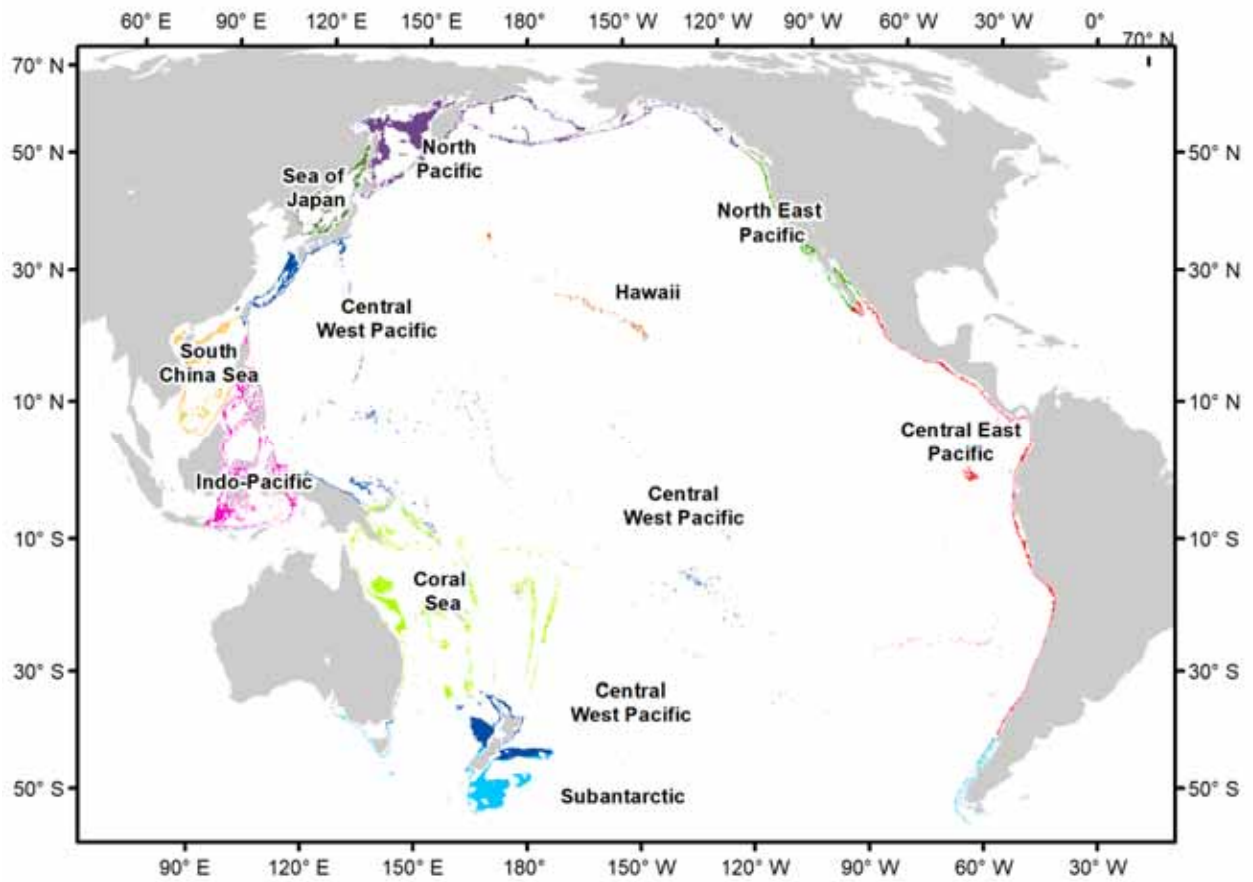 60° E 90° E 120° E 150° E 180° 150° W 120° W 90° W 60° W 30° W 0°
70° N
70° N
50° N
50° N
North
Pacific
Sea of
Japan
North East
Pacific
30° N
30° N
Hawaii
Central
West Pacific
South
China Sea
10° N
10° N
Central East
Pacific
Indo-Pacific
Central
West Pacific
10° S
10° S
Coral
Sea
30° S
30° S
Central
West Pacific
50° S
50° S
Subantarctic
90° E 120° E 150° E 180° 150° W 120° W 90° W 60° W 30° W